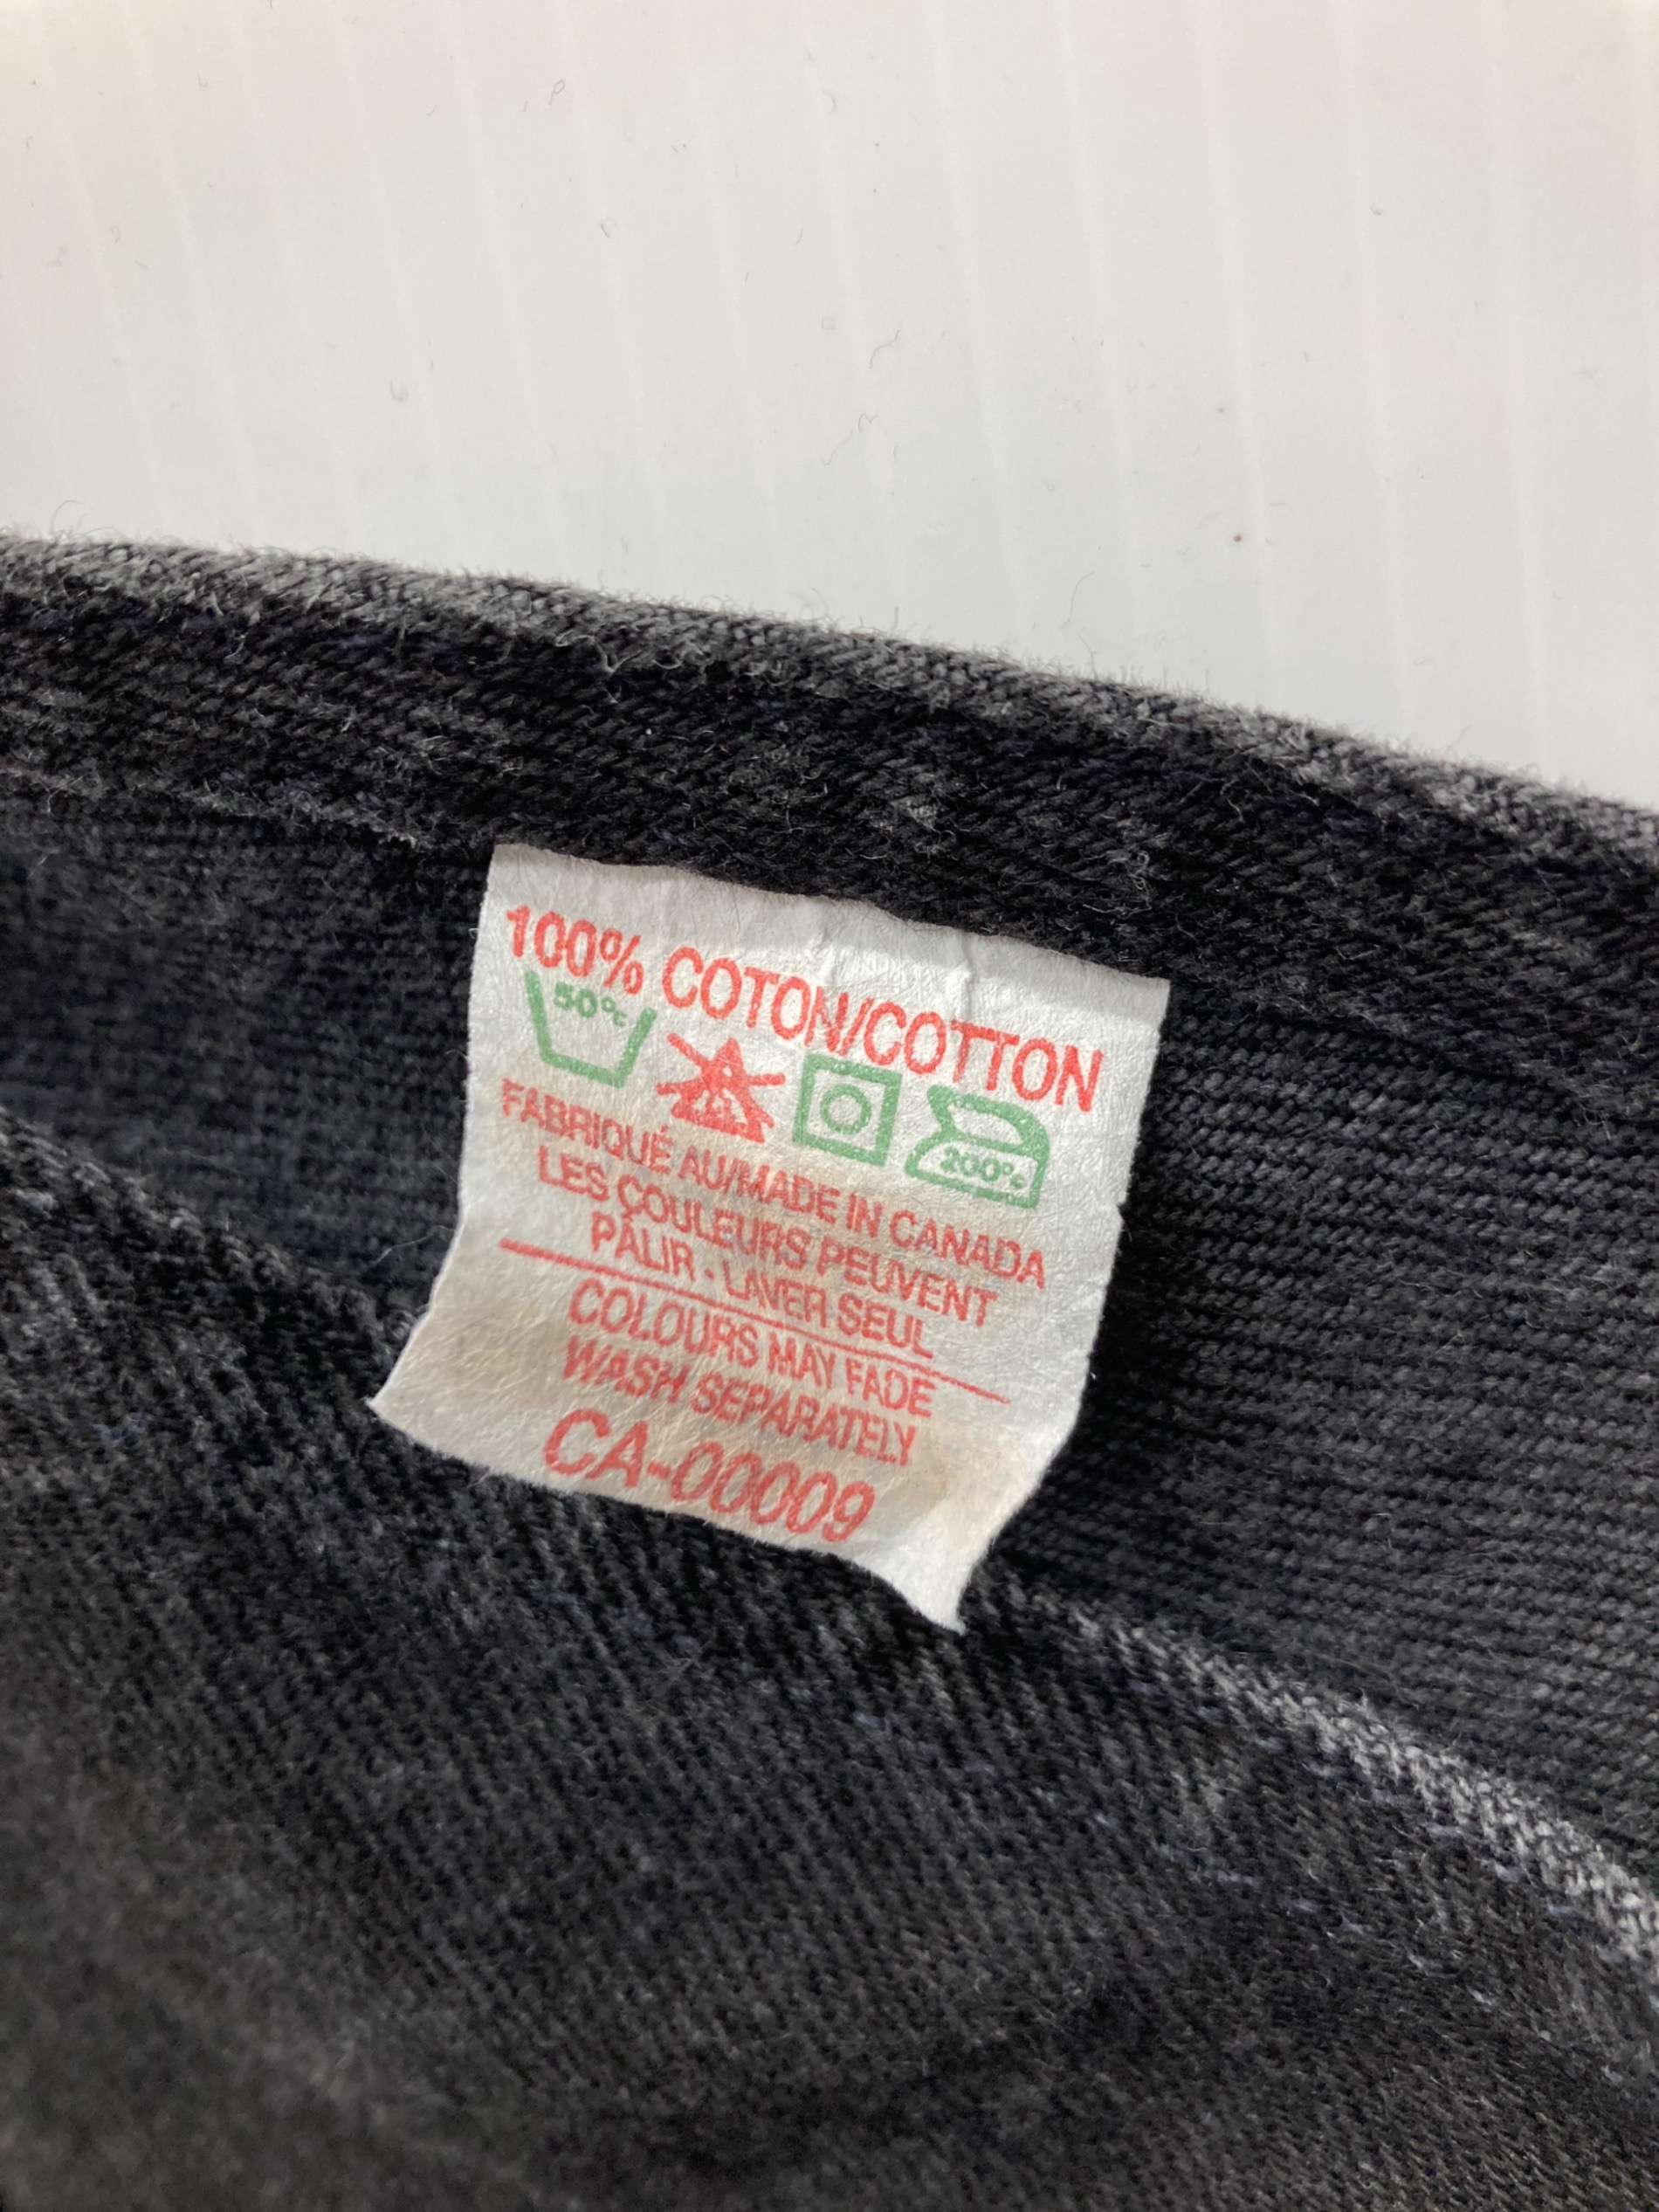 100% COTON/COTTON
50°C
200°C
FABRIQUÉ AU/MADE IN CANADA
LES COULEURS PEUVENT
PÂLIR - LAVER SEUL
COLOURS MAY FADE
WASH SEPARATELY
CA-00009